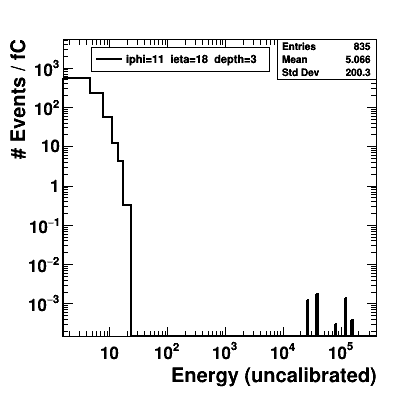 iphi=11 ieta=18 depth=3
Entries 835
Mean 5.066
Std Dev 200.3
# Events / fC
10³
10²
10
1
10⁻¹
10⁻²
10⁻³
10 10² 10³ 10⁴ 10⁵
Energy (uncalibrated)